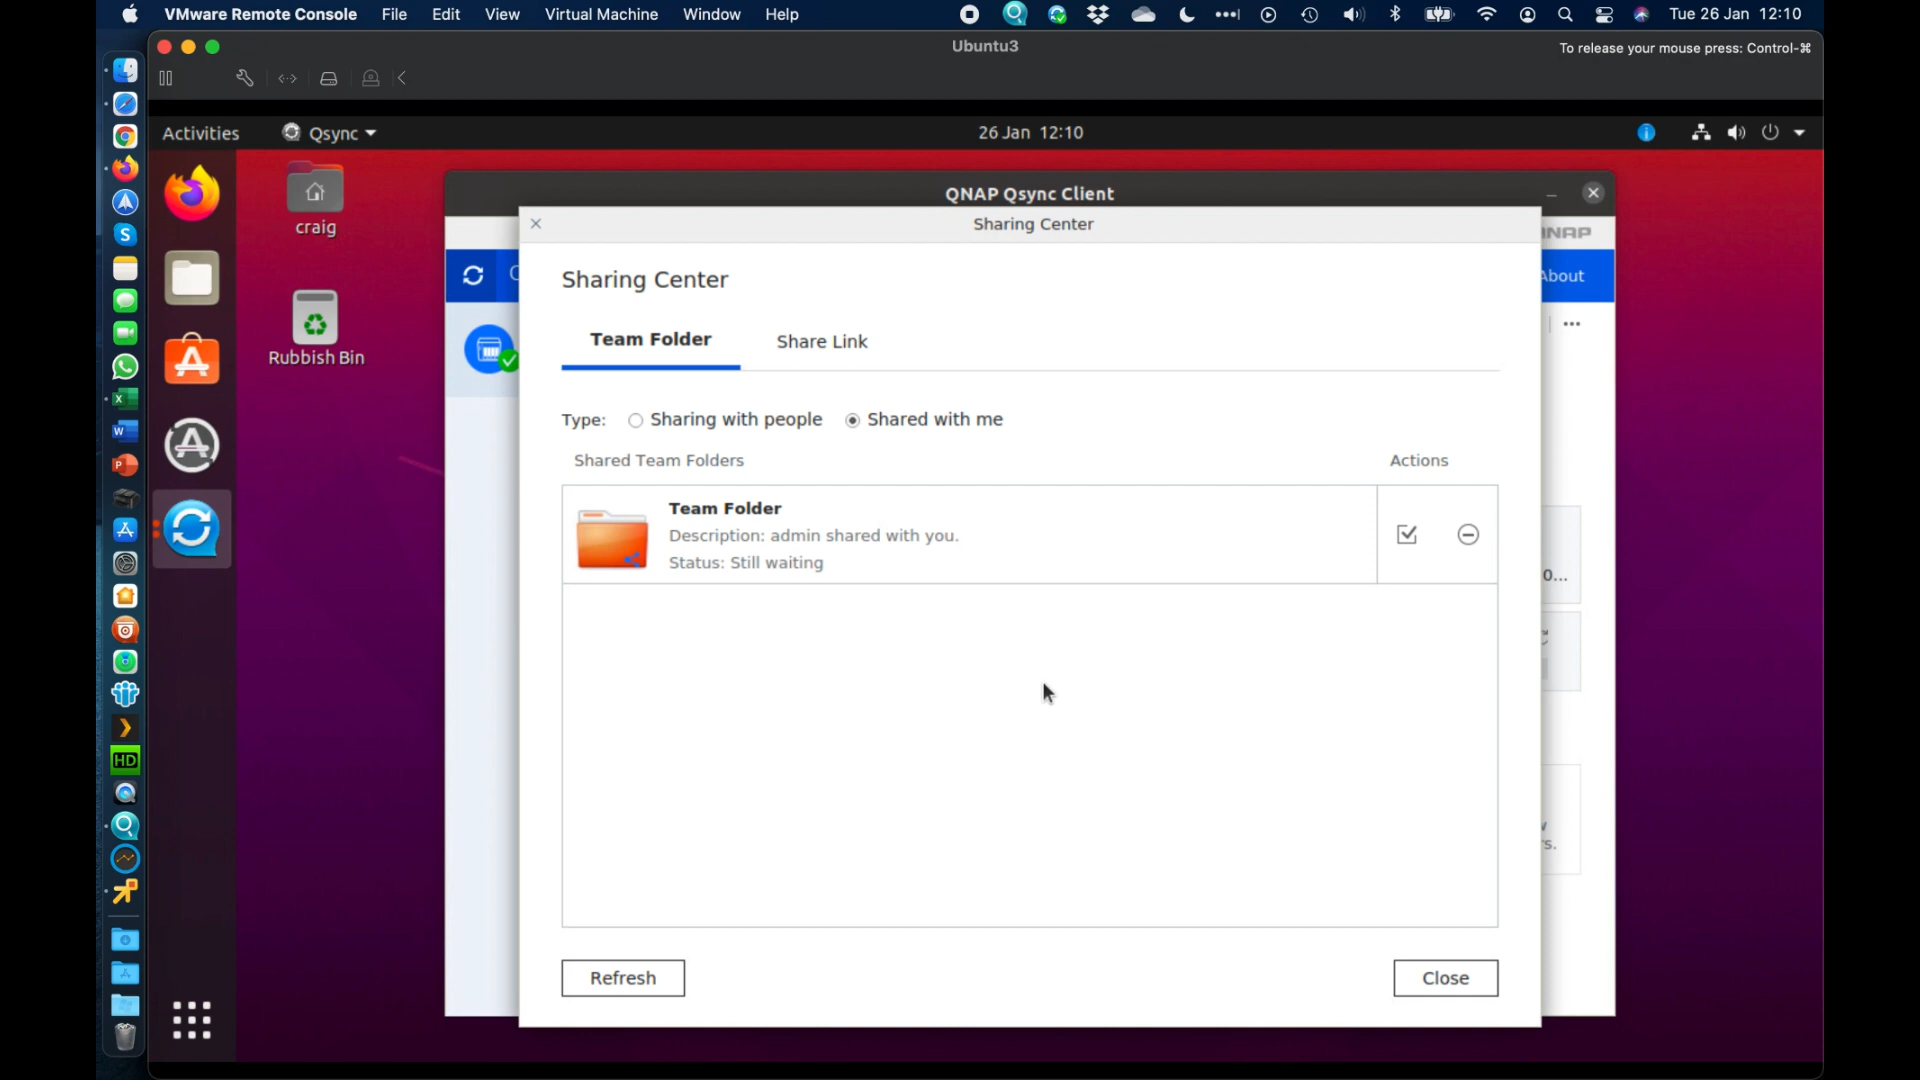 VMware Remote Console File Edit View Virtual Machine Window Help Tue 26 Jan 12:10
Ubuntu3
To release your mouse press: Control-⌘
Activities Qsync 26 Jan 12:10
craig
Rubbish Bin
QNAP Qsync Client
Sharing Center
Sharing Center
About
Team Folder Share Link
Type: Sharing with people Shared with me
Shared Team Folders Actions
Team Folder
Description: admin shared with you.
Status: Still waiting
0...
s.
Refresh Close
HD